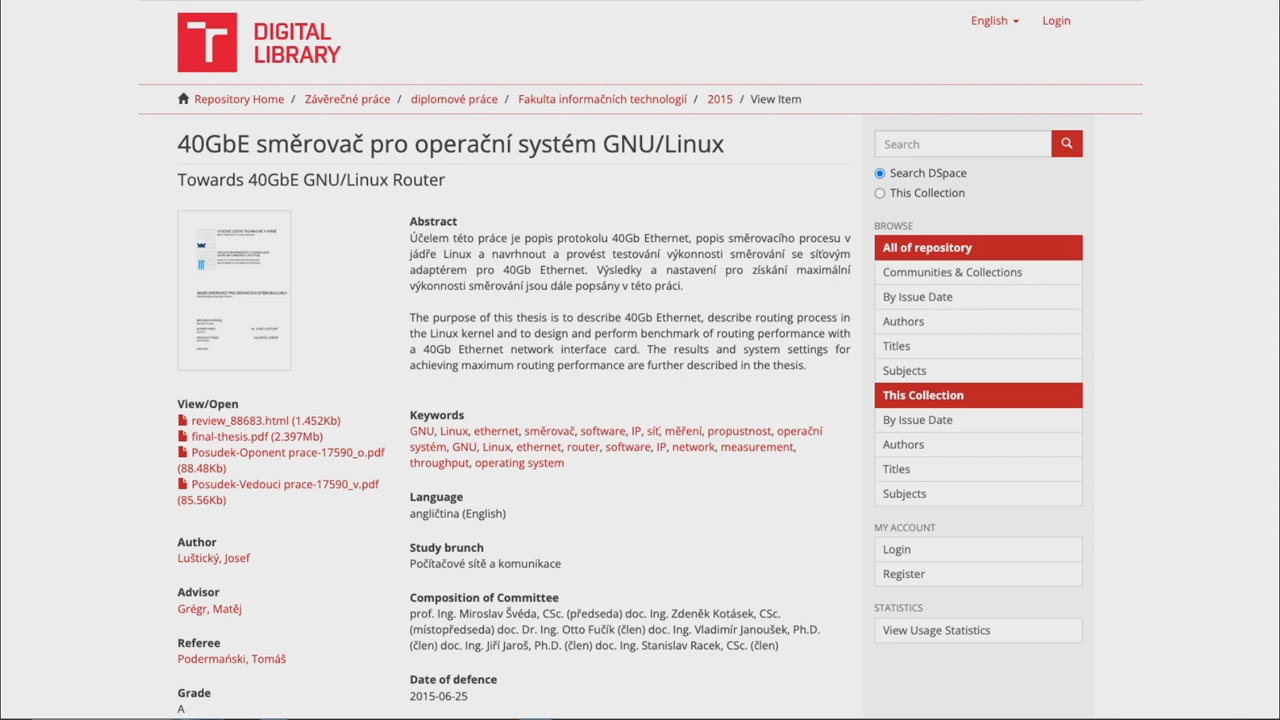 DIGITAL
LIBRARY
English
Login
Repository Home / Závěrečné práce / diplomové práce / Fakulta informačních technologií / 2015 / View Item
40GbE směrovač pro operační systém GNU/Linux
Towards 40GbE GNU/Linux Router
View/Open
review_88683.html (1.452Kb)
final-thesis.pdf (2.397Mb)
Posudek-Oponent prace-17590_o.pdf
(88.48Kb)
Posudek-Vedouci prace-17590_v.pdf
(85.56Kb)
Author
Luštický, Josef
Advisor
Grégr, Matěj
Referee
Podermański, Tomáš
Grade
A
Abstract
Účelem této práce je popis protokolu 40Gb Ethernet, popis směrovacího procesu v
jádře Linux a navrhnout a provést testování výkonnosti směrování se síťovým
adaptérem pro 40Gb Ethernet. Výsledky a nastavení pro získání maximální
výkonnosti směrování jsou dále popsány v této práci.
The purpose of this thesis is to describe 40Gb Ethernet, describe routing process in
the Linux kernel and to design and perform benchmark of routing performance with
a 40Gb Ethernet network interface card. The results and system settings for
achieving maximum routing performance are further described in the thesis.
Keywords
GNU, Linux, ethernet, směrovač, software, IP, síť, měření, propustnost, operační
systém, GNU, Linux, ethernet, router, software, IP, network, measurement,
throughput, operating system
Language
angličtina (English)
Study brunch
Počítačové sítě a komunikace
Composition of Committee
prof. Ing. Miroslav Švéda, CSc. (předseda) doc. Ing. Zdeněk Kotásek, CSc.
(místopředseda) doc. Dr. Ing. Otto Fučík (člen) doc. Ing. Vladimír Janoušek, Ph.D.
(člen) doc. Ing. Jiří Jaroš, Ph.D. (člen) doc. Ing. Stanislav Racek, CSc. (člen)
Date of defence
2015-06-25
Search
Search DSpace
This Collection
BROWSE
All of repository
Communities & Collections
By Issue Date
Authors
Titles
Subjects
This Collection
By Issue Date
Authors
Titles
Subjects
MY ACCOUNT
Login
Register
STATISTICS
View Usage Statistics